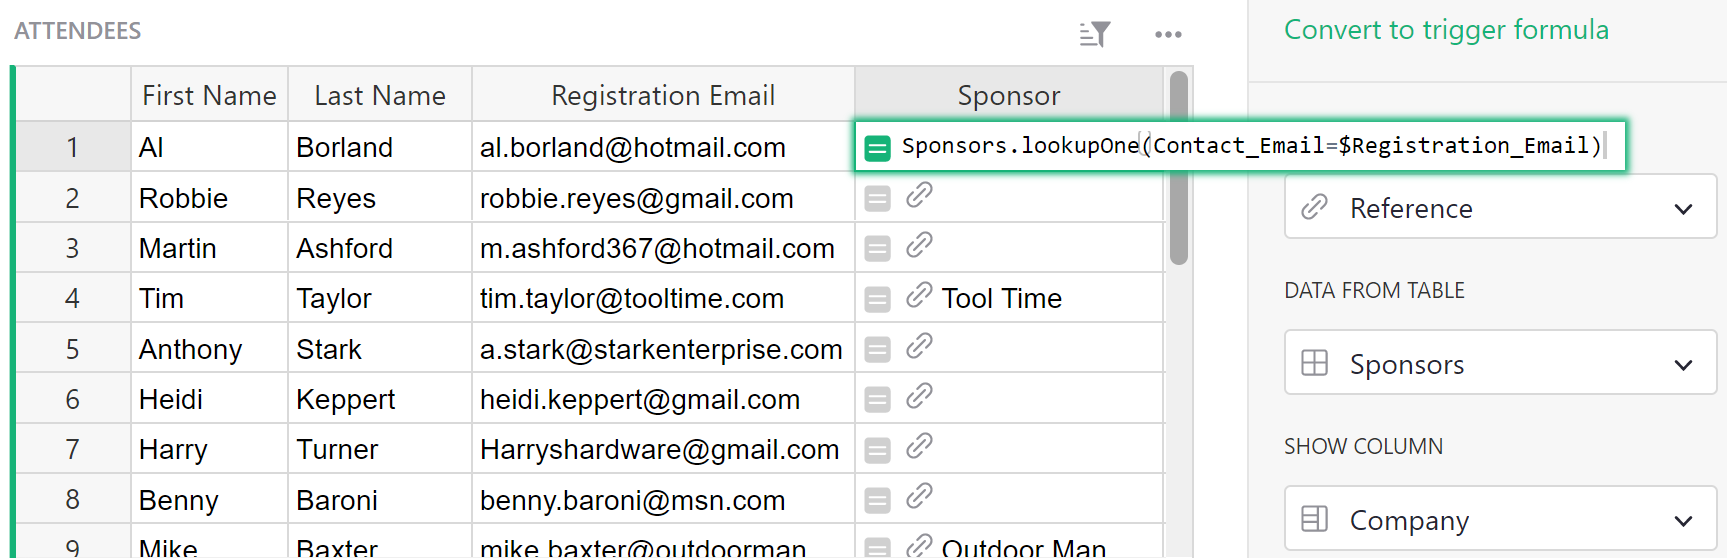 ATTENDEES
Convert to trigger formula
First Name Last Name Registration Email Sponsor
1 Al Borland al.borland@hotmail.com Sponsors.lookupOne(Contact_Email=$Registration_Email)
2 Robbie Reyes robbie.reyes@gmail.com
Reference
3 Martin Ashford m.ashford367@hotmail.com
DATA FROM TABLE
4 Tim Taylor tim.taylor@tooltime.com Tool Time
5 Anthony Stark a.stark@starkenterprise.com
Sponsors
6 Heidi Keppert heidi.keppert@gmail.com
7 Harry Turner Harryshardware@gmail.com
SHOW COLUMN
8 Benny Baroni benny.baroni@msn.com
Company
9 Mike Baxter mike.baxter@outdoorman Outdoor Man